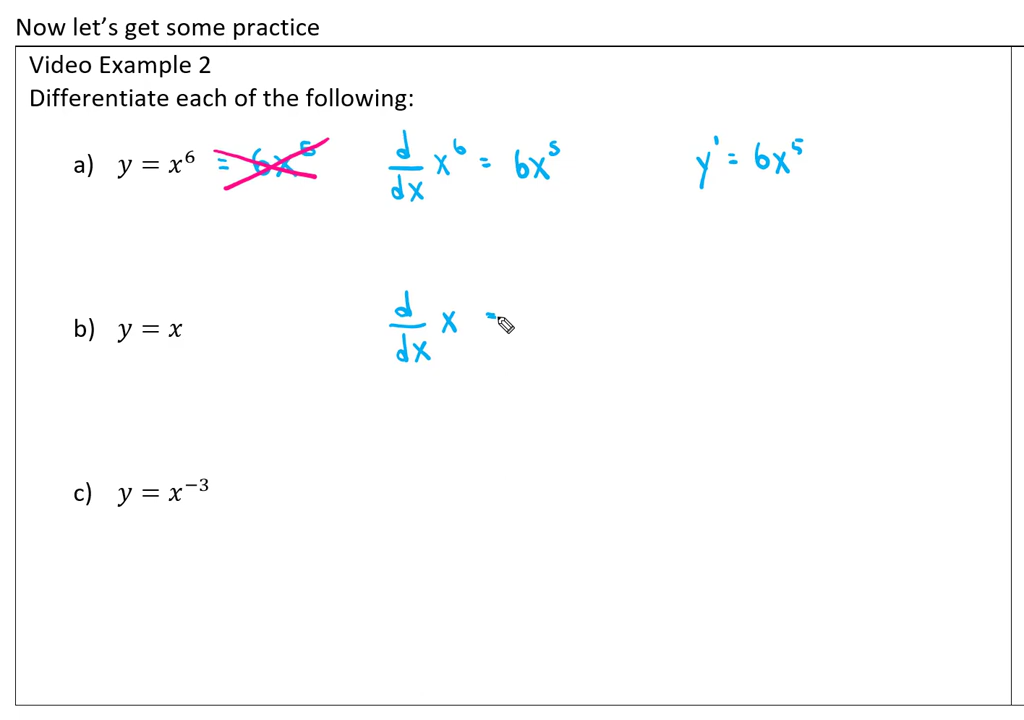 Now let's get some practice
Video Example 2
Differentiate each of the following:
a) y = x⁶ = 6x⁵ d/dx x⁶ = 6x⁵ y' = 6x⁵
b) y = x d/dx x =
c) y = x⁻³